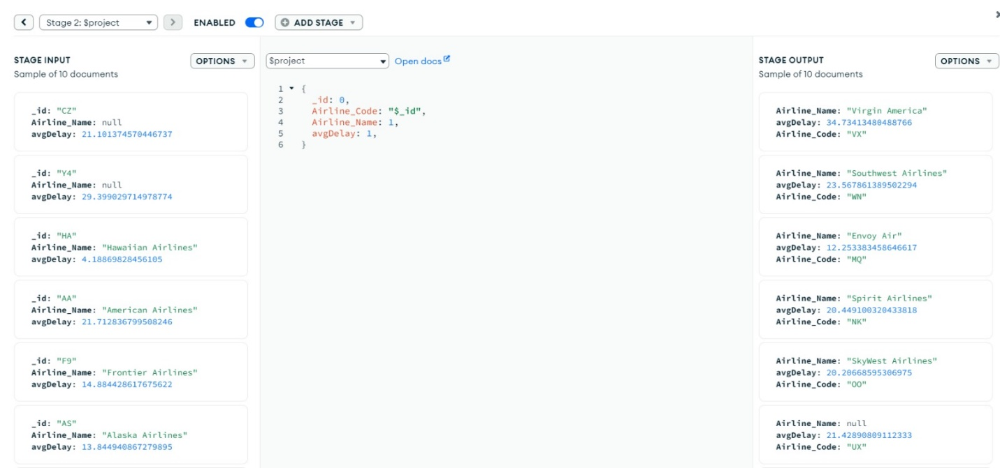 Stage 2: $project
ENABLED
ADD STAGE
STAGE INPUT
OPTIONS
Sample of 10 documents
_id: "CZ"
Airline_Name: null
avgDelay: 21.101374570446737
_id: "Y4"
Airline_Name: null
avgDelay: 29.399029714978774
_id: "HA"
Airline_Name: "Hawaiian Airlines"
avgDelay: 4.18869828456105
_id: "AA"
Airline_Name: "American Airlines"
avgDelay: 21.712836799508246
_id: "F9"
Airline_Name: "Frontier Airlines"
avgDelay: 14.884428617675622
_id: "AS"
Airline_Name: "Alaska Airlines"
avgDelay: 13.844940867279895
$project
Open docs
1 {
2 _id: 0,
3 Airline_Code: "$_id",
4 Airline_Name: 1,
5 avgDelay: 1,
6 }
STAGE OUTPUT
OPTIONS
Sample of 10 documents
Airline_Name: "Virgin America"
avgDelay: 34.73413480488766
Airline_Code: "VX"
Airline_Name: "Southwest Airlines"
avgDelay: 23.567861389502294
Airline_Code: "WN"
Airline_Name: "Envoy Air"
avgDelay: 12.253383458646617
Airline_Code: "MQ"
Airline_Name: "Spirit Airlines"
avgDelay: 20.449100320433818
Airline_Code: "NK"
Airline_Name: "SkyWest Airlines"
avgDelay: 20.20668595306975
Airline_Code: "OO"
Airline_Name: null
avgDelay: 21.42890809112333
Airline_Code: "UX"